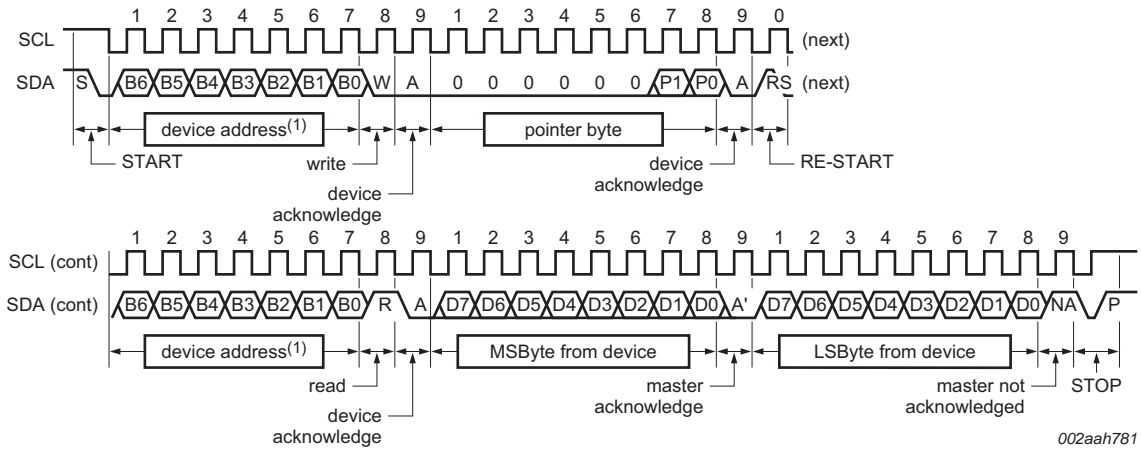 1 2 3 4 5 6 7 8 9 1 2 3 4 5 6 7 8 9 0
SCL (next)
SDA S B6 B5 B4 B3 B2 B1 B0 W A 0 0 0 0 0 0 P1 P0 A RS (next)
device address(1) pointer byte
START write device RE-START
device acknowledge
acknowledge
1 2 3 4 5 6 7 8 9 1 2 3 4 5 6 7 8 9 1 2 3 4 5 6 7 8 9
SCL (cont)
SDA (cont) B6 B5 B4 B3 B2 B1 B0 R A D7 D6 D5 D4 D3 D2 D1 D0 A' D7 D6 D5 D4 D3 D2 D1 D0 NA P
device address(1) MSByte from device LSByte from device
read master master not STOP
device acknowledge acknowledged
acknowledge
002aah781